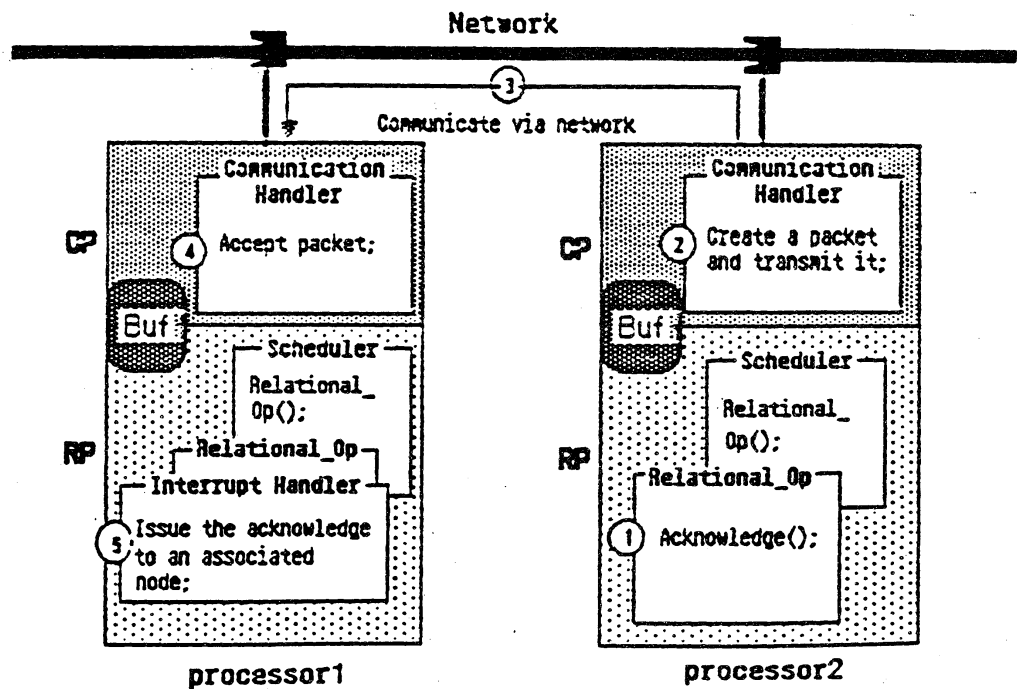 Network
3
Communicate via network
Communication
Handler
4
Accept packet;
CP
Buf
Scheduler
Relational_
Op();
RP
Relational_Op
Interrupt Handler
5
Issue the acknowledge
to an associated
node;
processor1
Communication
Handler
2
Create a packet
and transmit it;
CP
Buf
Scheduler
Relational_
Op();
RP
Relational_Op
1
Acknowledge();
processor2